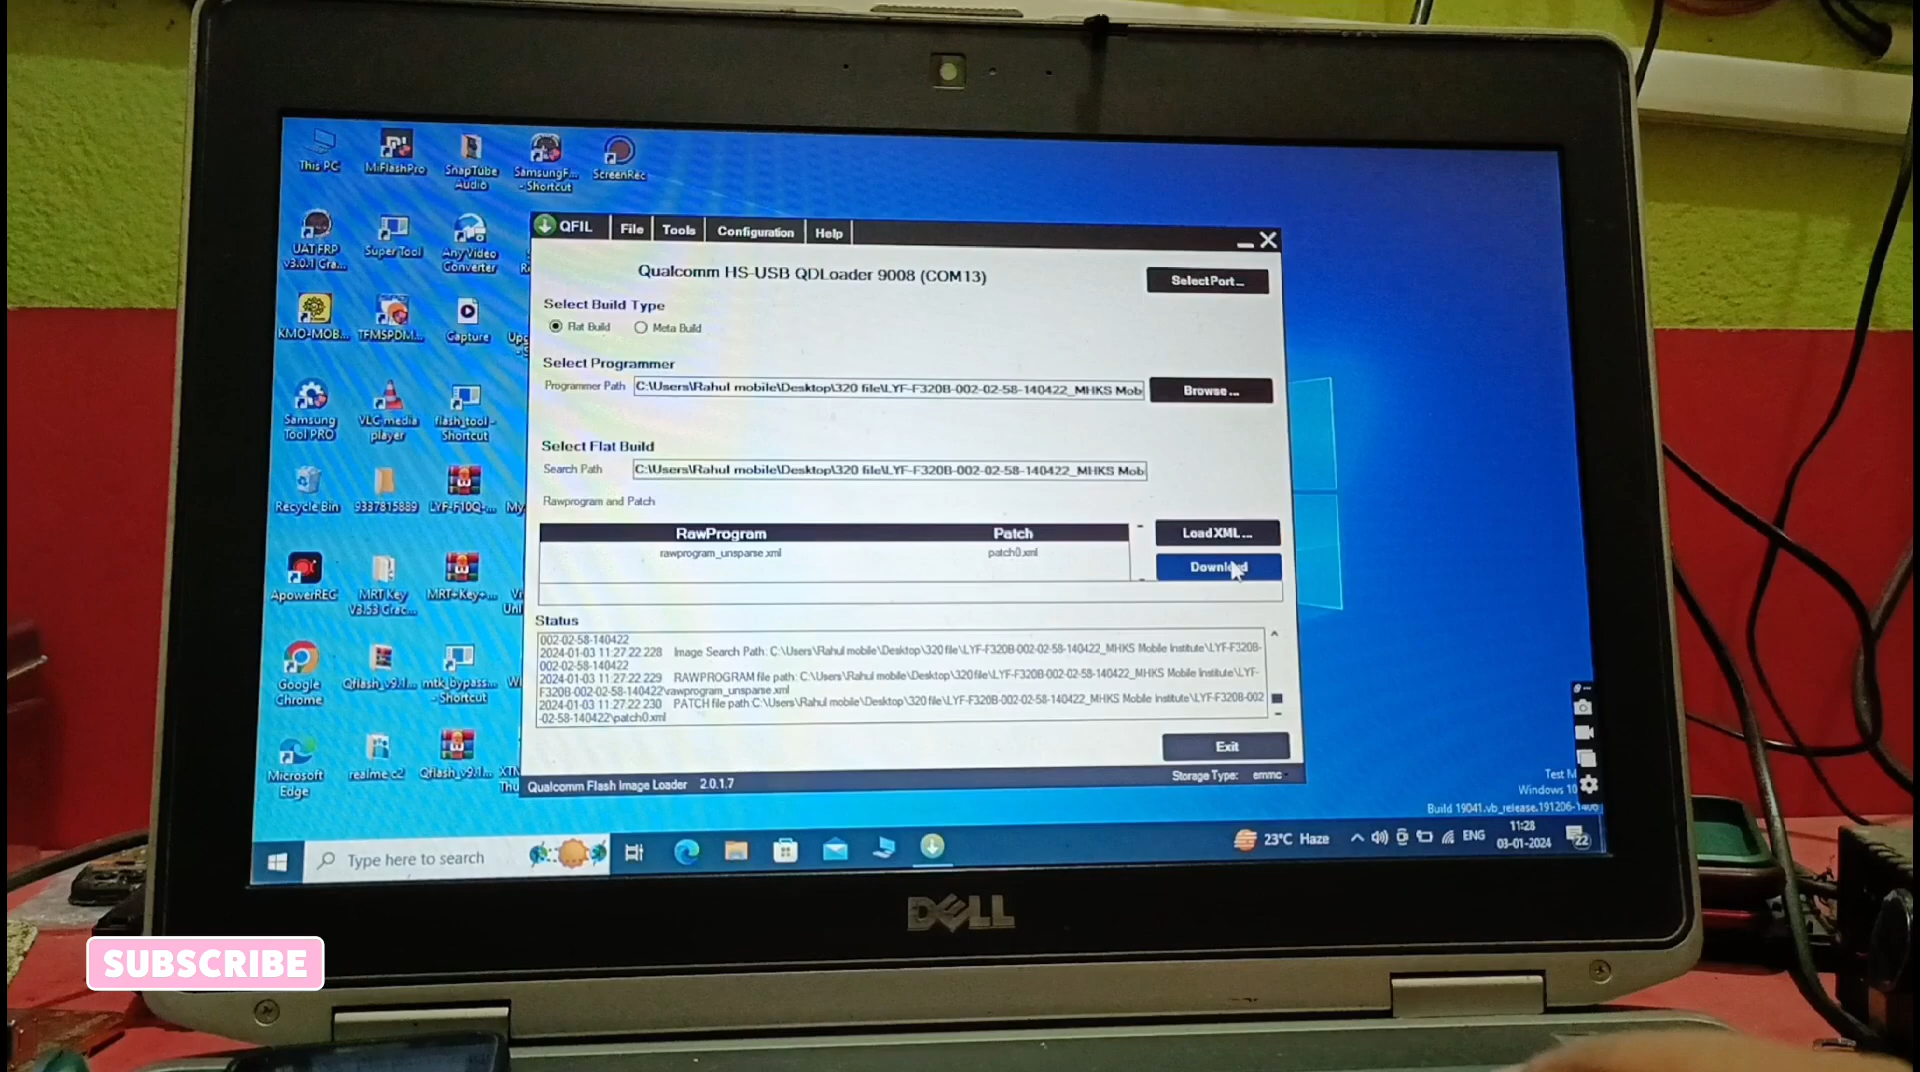 This PC
MiFlashPro
SnapTube Audio
SamsungF... - Shortcut
ScreenRec
UAT FRP v3.0.1 Cra...
Super Tool
Any Video Converter
KMO-MOB...
TFMSPDM...
Capture
Samsung Tool PRO
VLC media player
flash_tool - Shortcut
Recycle Bin
9337815889
LYF-F10Q-...
ApowerREC
MRT Key V3.53 Crac...
MRT+Key+...
Google Chrome
Qflash_v9.1...
mtk_bypass... - Shortcut
Microsoft Edge
realme c2
Qflash_v9.1...
QFIL File Tools Configuration Help
Qualcomm HS-USB QDLoader 9008 (COM13)
Select Port...
Select Build Type
Flat Build Meta Build
Select Programmer
Programmer Path C:\Users\Rahul mobile\Desktop\320 file\LYF-F320B-002-02-58-140422_MHKS Mob
Browse ...
Select Flat Build
Search Path C:\Users\Rahul mobile\Desktop\320 file\LYF-F320B-002-02-58-140422_MHKS Mob
Rawprogram and Patch
RawProgram Patch
Load XML ...
rawprogram_unsparse.xml patch0.xml
Download
Status
002-02-58-140422
2024-01-03 11:27:22.228 Image Search Path: C:\Users\Rahul mobile\Desktop\320 file\LYF-F320B-002-02-58-140422_MHKS Mobile Institute\LYF-F320B-
002-02-58-140422
2024-01-03 11:27:22.229 RAWPROGRAM file path: C:\Users\Rahul mobile\Desktop\320 file\LYF-F320B-002-02-58-140422_MHKS Mobile Institute\LYF-
F320B-002-02-58-140422\rawprogram_unsparse.xml
2024-01-03 11:27:22.230 PATCH file path:C:\Users\Rahul mobile\Desktop\320 file\LYF-F320B-002-02-58-140422_MHKS Mobile Institute\LYF-F320B-002
-02-58-140422\patch0.xml
Exit
Qualcomm Flash Image Loader 2.0.1.7
Storage Type: emmc
Test M
Windows 10
Build 19041.vb_release.191206-1406
Type here to search
23°C Haze
ENG
11:28
03-01-2024
22
DELL
SUBSCRIBE